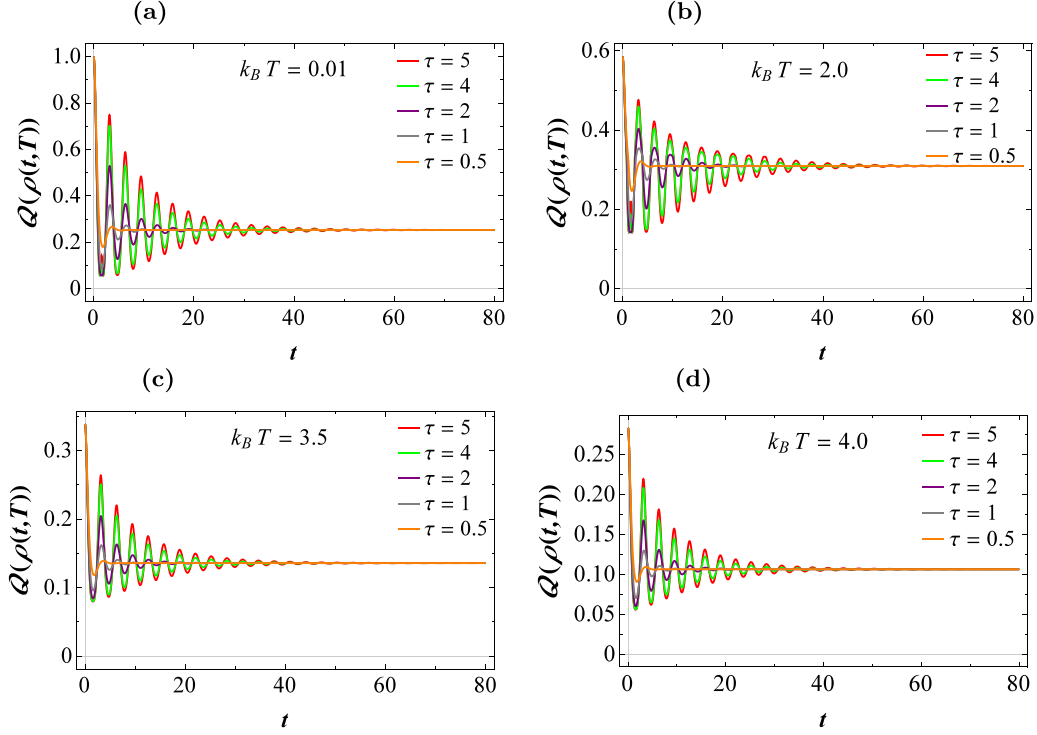 (a)
k_B T = 0.01
τ = 5
τ = 4
τ = 2
τ = 1
τ = 0.5
Q(ρ(t,T))
1.0
0.8
0.6
0.4
0.2
0
0 20 40 60 80
t
(b)
k_B T = 2.0
τ = 5
τ = 4
τ = 2
τ = 1
τ = 0.5
Q(ρ(t,T))
0.6
0.4
0.2
0
0 20 40 60 80
t
(c)
k_B T = 3.5
τ = 5
τ = 4
τ = 2
τ = 1
τ = 0.5
Q(ρ(t,T))
0.3
0.2
0.1
0
0 20 40 60 80
t
(d)
k_B T = 4.0
τ = 5
τ = 4
τ = 2
τ = 1
τ = 0.5
Q(ρ(t,T))
0.25
0.20
0.15
0.10
0.05
0
0 20 40 60 80
t